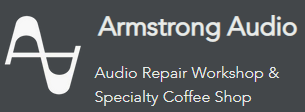 Armstrong Audio
Audio Repair Workshop &
Specialty Coffee Shop